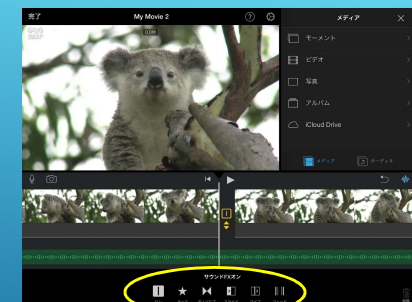 完了
My Movie 2
メディア
モーメント
ビデオ
写真
アルバム
iCloud Drive
メディア
オーディオ
サウンドFXオン